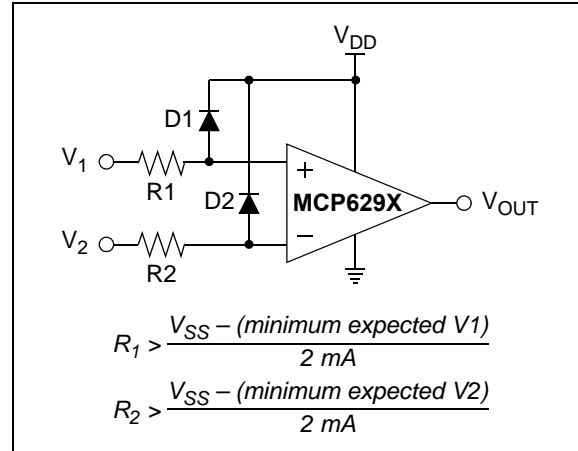 V_DD
D1
V_1
R1
+
D2
MCP629X
V_OUT
V_2
R2
–
R_1 > V_SS – (minimum expected V1)
2 mA
R_2 > V_SS – (minimum expected V2)
2 mA